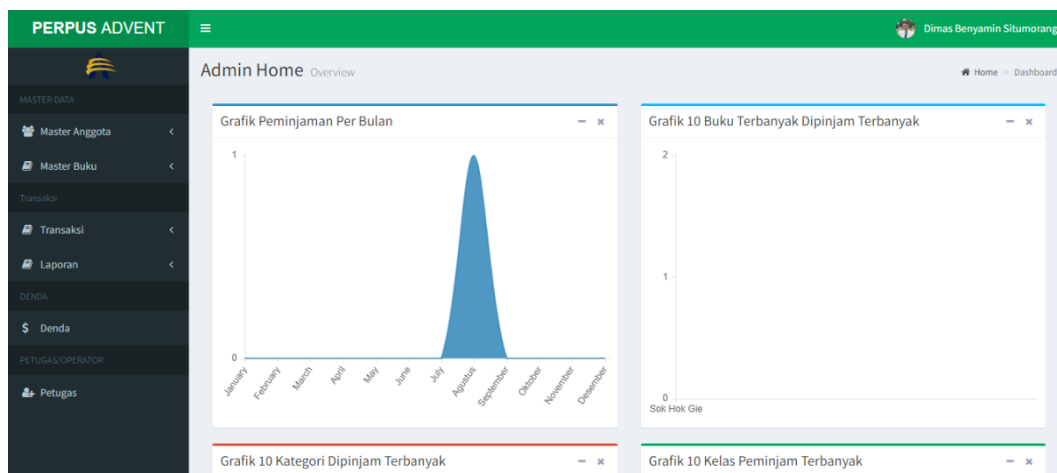 PERPUS ADVENT
Dimas Benyamin Situmorang
Admin Home Overview
Home > Dashboard
MASTER DATA
Master Anggota
Master Buku
Transaksi
Transaksi
Laporan
DENDA
$ Denda
PETUGAS/OPERATOR
Petugas
Grafik Peminjaman Per Bulan
1
0
January
February
March
April
May
June
July
Agustus
September
Oktober
November
Desember
Grafik 10 Buku Terbanyak Dipinjam Terbanyak
2
1
0
Sok Hok Gie
Grafik 10 Kategori Dipinjam Terbanyak
Grafik 10 Kelas Peminjam Terbanyak